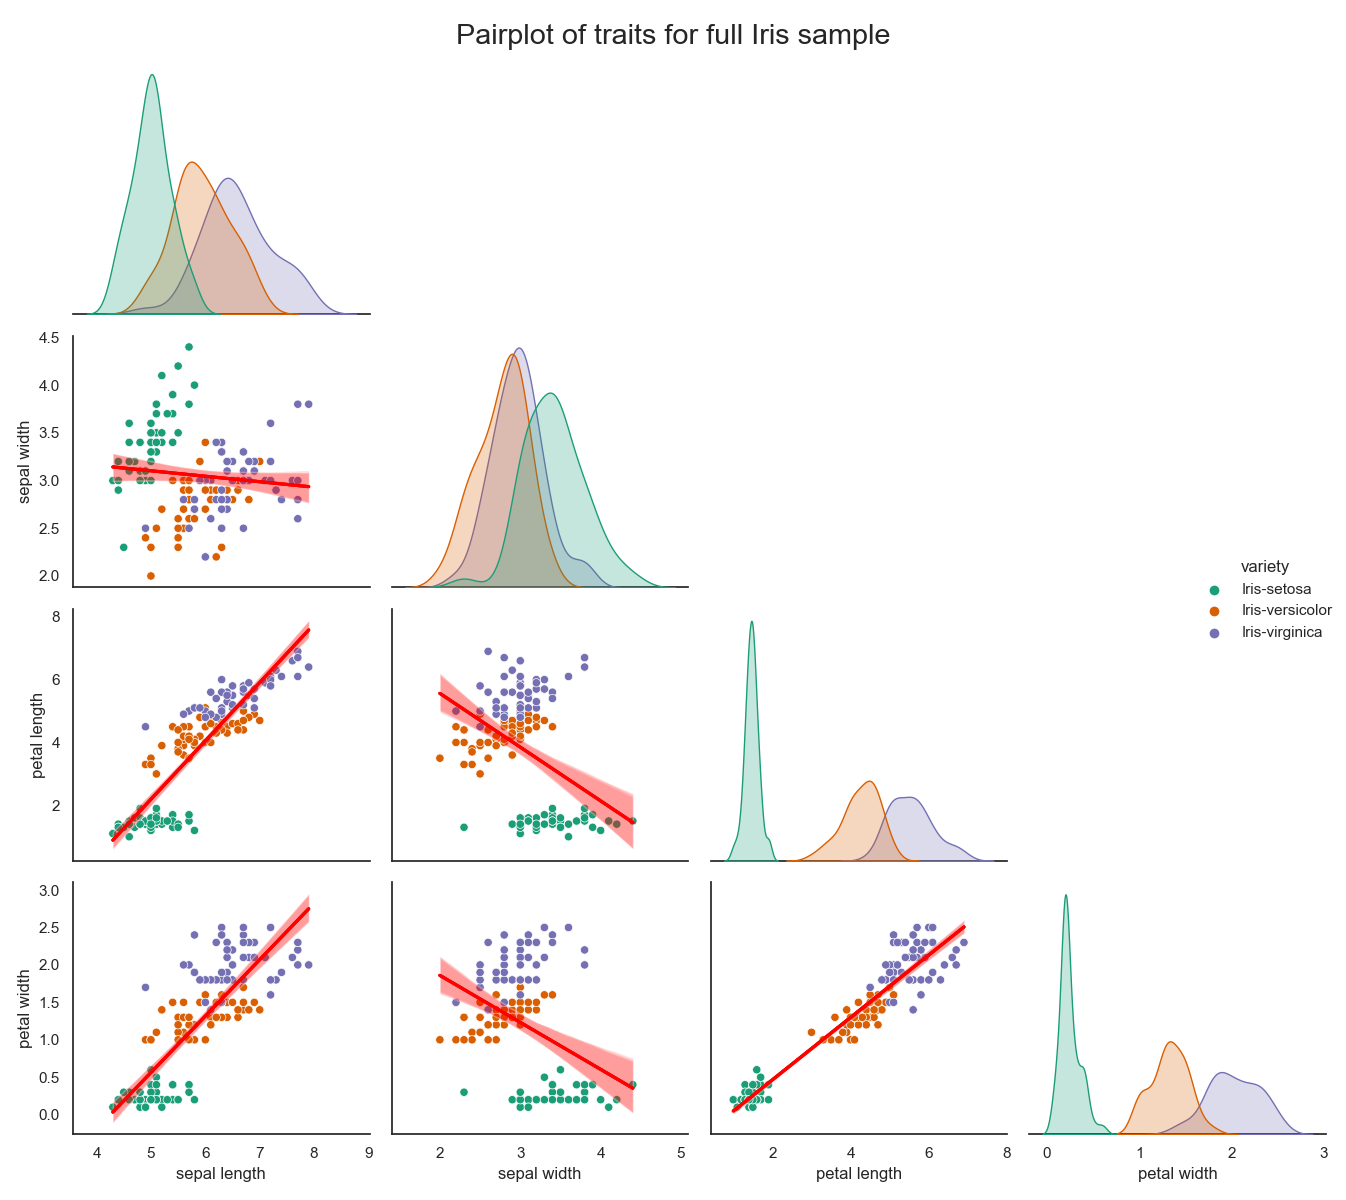 Pairplot of traits for full Iris sample
sepal width
4.5
4.0
3.5
3.0
2.5
2.0
variety
Iris-setosa
Iris-versicolor
Iris-virginica
petal length
8
6
4
2
petal width
3.0
2.5
2.0
1.5
1.0
0.5
0.0
4 5 6 7 8 9
sepal length
2 3 4 5
sepal width
2 4 6 8
petal length
0 1 2 3
petal width